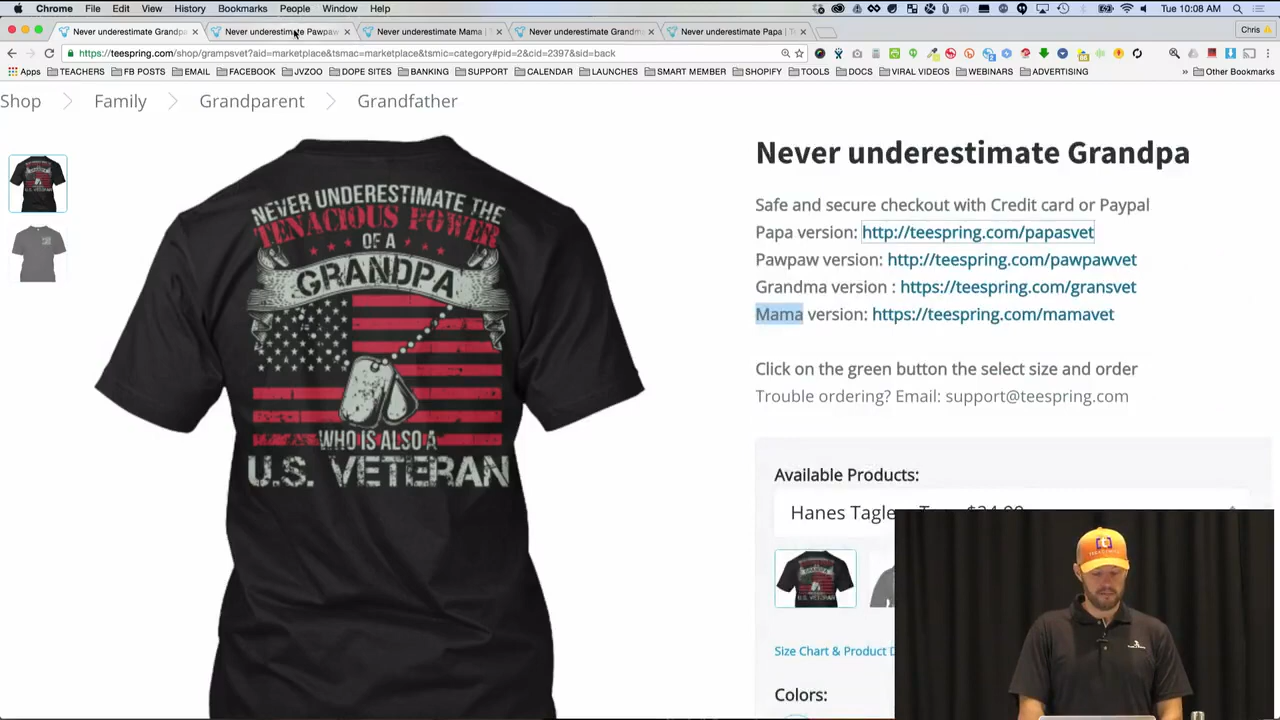 Chrome File Edit View History Bookmarks People Window Help
Tue 10:08 AM
Never underestimate Grandpa
Never underestimate Pawpaw
Never underestimate Mama | T
Never underestimate Grandma
Never underestimate Papa | T
Chris
https://teespring.com/shop/grampsvet?aid=marketplace&tsmac=marketplace&tsmic=category#pid=2&cid=2397&sid=back
Apps TEACHERS FB POSTS EMAIL FACEBOOK JVZOO DOPE SITES BANKING SUPPORT CALENDAR LAUNCHES SMART MEMBER SHOPIFY TOOLS DOCS VIRAL VIDEOS WEBINARS ADVERTISING » Other Bookmarks
Shop Family Grandparent Grandfather
NEVER UNDERESTIMATE THE
TENACIOUS POWER
OF A
GRANDPA
WHO IS ALSO A
U.S. VETERAN
Never underestimate Grandpa
Safe and secure checkout with Credit card or Paypal
Papa version: http://teespring.com/papasvet
Pawpaw version: http://teespring.com/pawpawvet
Grandma version : https://teespring.com/gransvet
Mama version: https://teespring.com/mamavet
Click on the green button the select size and order
Trouble ordering? Email: support@teespring.com
Available Products:
Hanes Tagle
Size Chart & Product D
Colors: